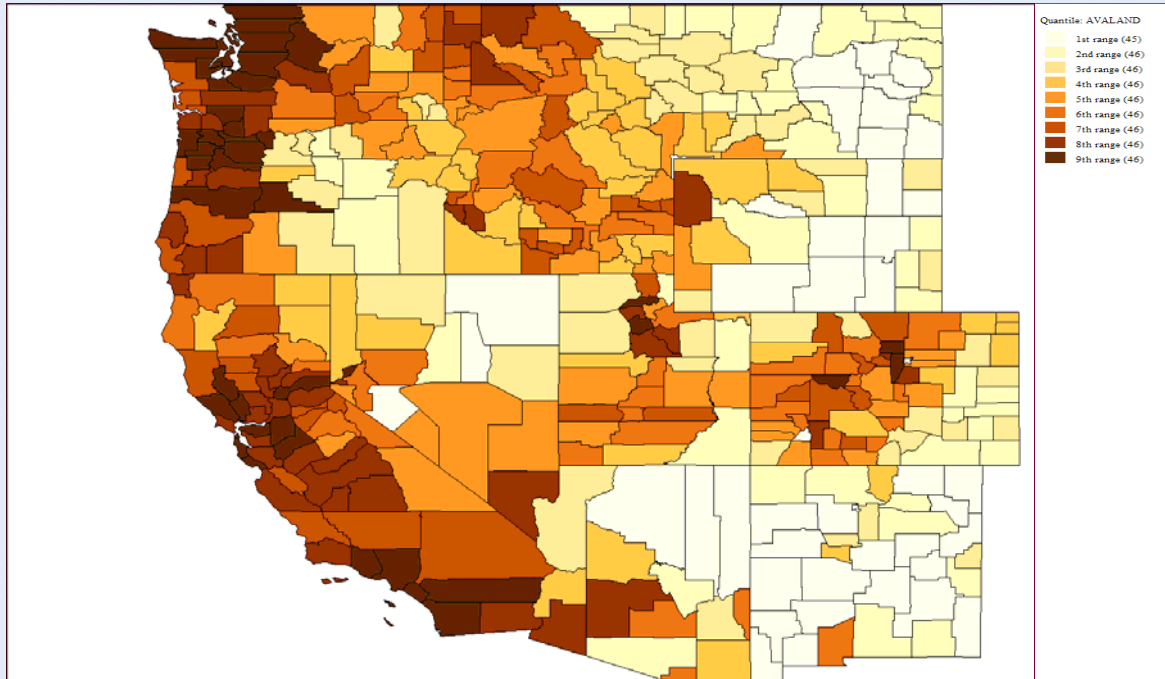 Quantile: AVALAND
1st range (45)
2nd range (46)
3rd range (46)
4th range (46)
5th range (46)
6th range (46)
7th range (46)
8th range (46)
9th range (46)